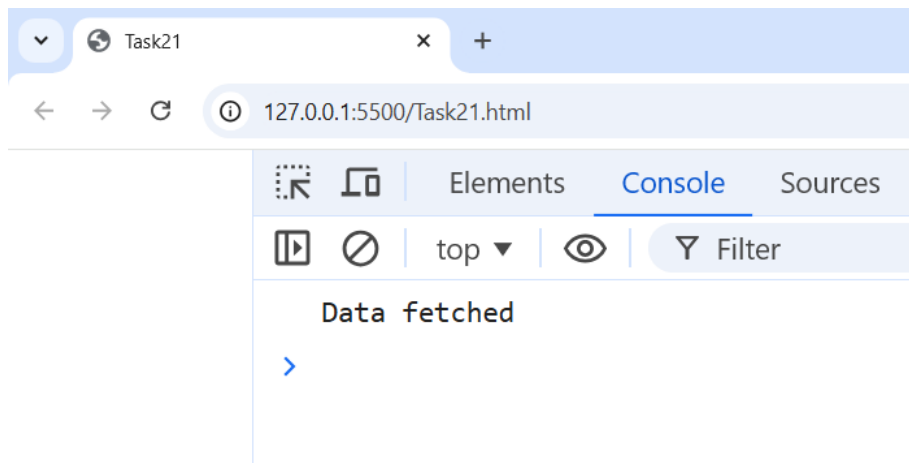 Task21
127.0.0.1:5500/Task21.html
Elements Console Sources
top Filter
Data fetched